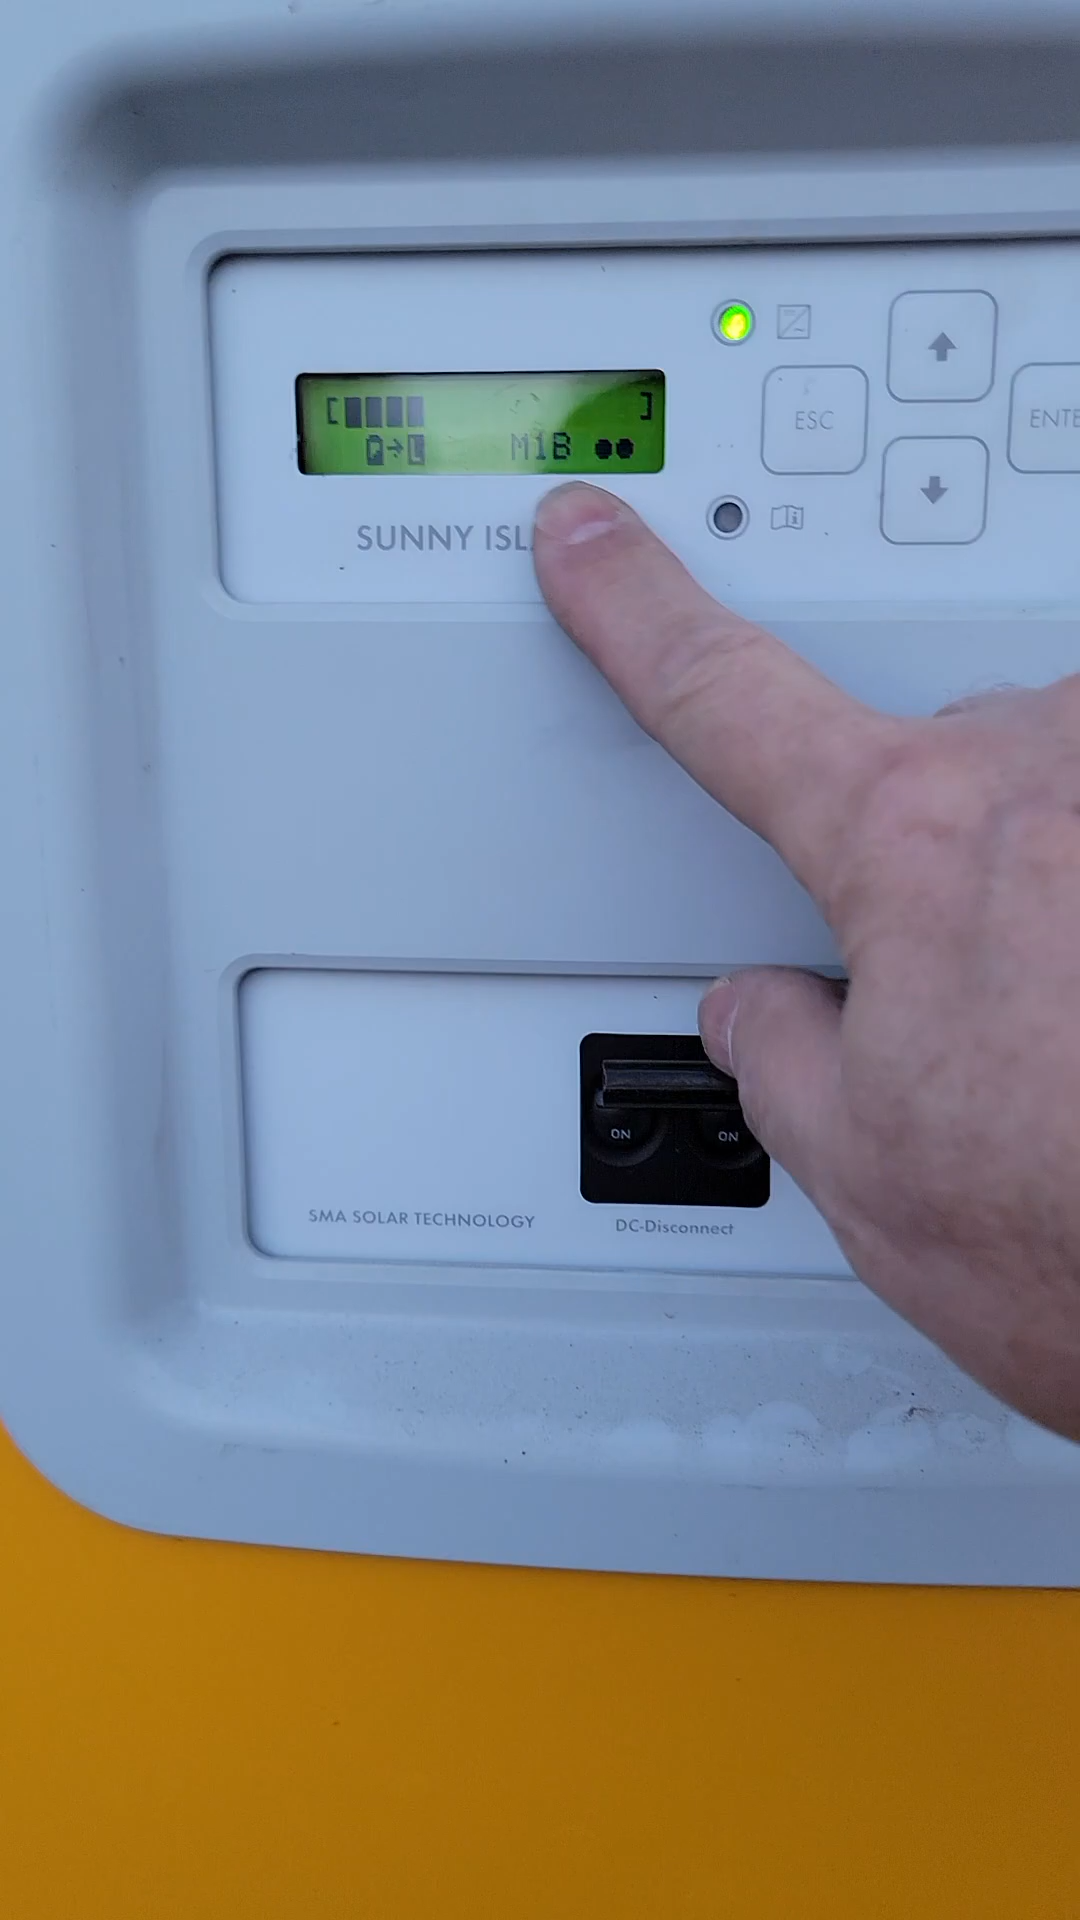 [ ]
→L M1B ●●
SUNNY ISL
ESC
ENTE
ON ON
SMA SOLAR TECHNOLOGY
DC-Disconnect